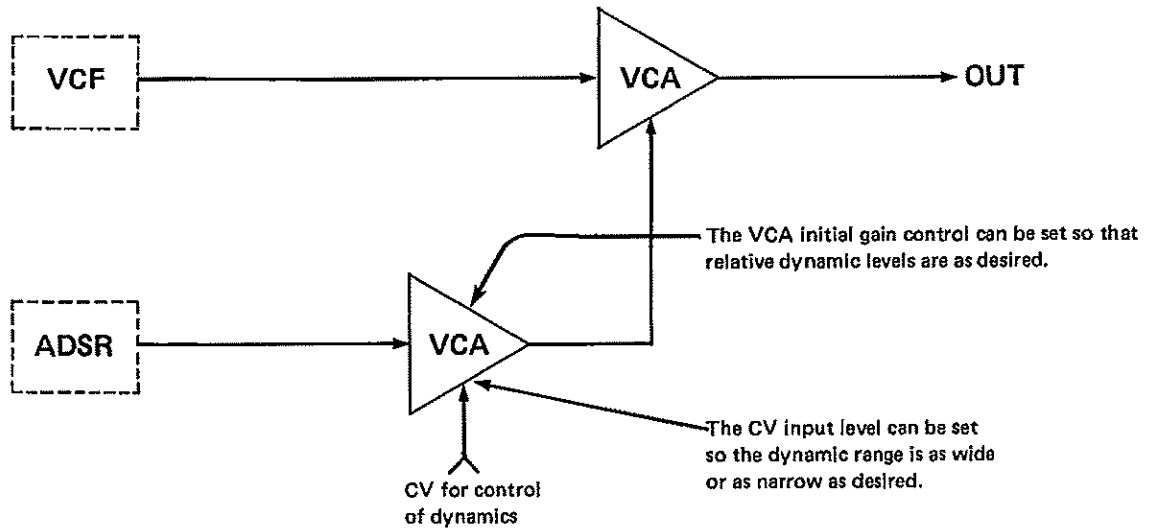 VCF
VCA
OUT
The VCA initial gain control can be set so that
relative dynamic levels are as desired.
ADSR
VCA
The CV input level can be set
so the dynamic range is as wide
or as narrow as desired.
CV for control
of dynamics